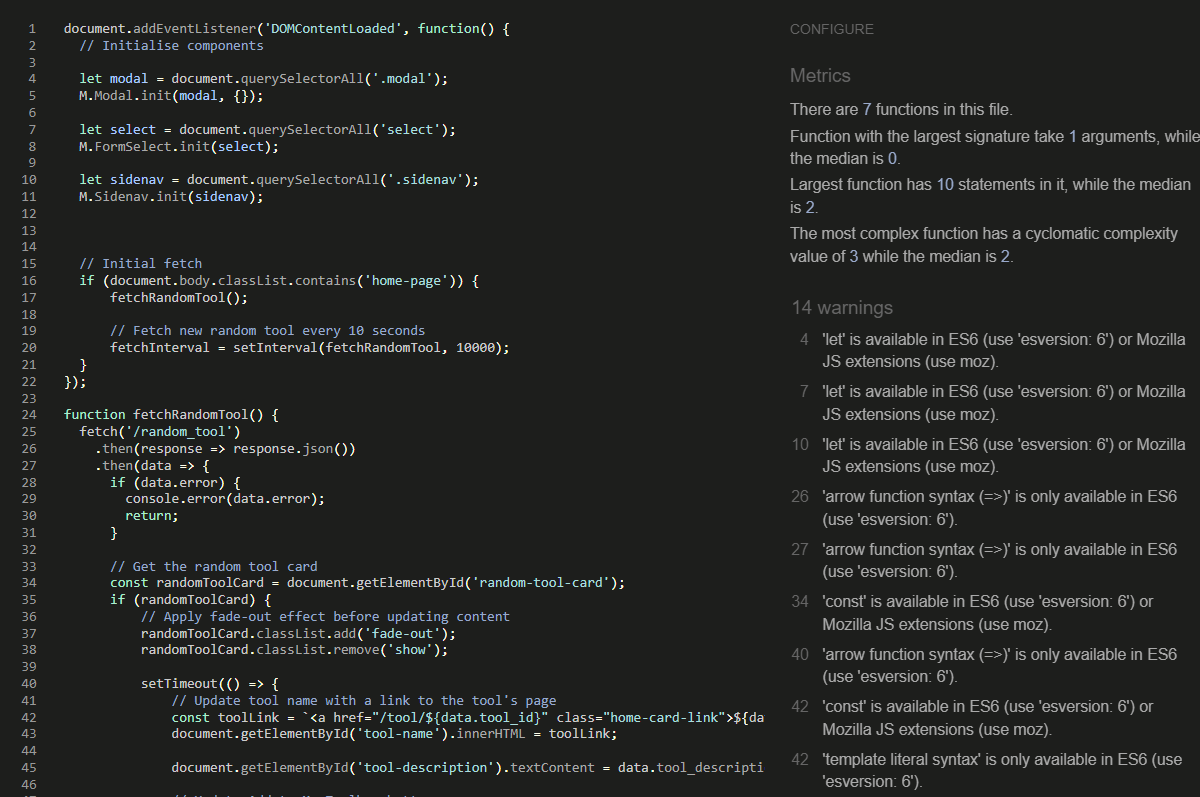 1 document.addEventListener('DOMContentLoaded', function() {
2 // Initialise components
3
4 let modal = document.querySelectorAll('.modal');
5 M.Modal.init(modal, {});
6
7 let select = document.querySelectorAll('select');
8 M.FormSelect.init(select);
9
10 let sidenav = document.querySelectorAll('.sidenav');
11 M.Sidenav.init(sidenav);
12
13
14
15 // Initial fetch
16 if (document.body.classList.contains('home-page')) {
17 fetchRandomTool();
18
19 // Fetch new random tool every 10 seconds
20 fetchInterval = setInterval(fetchRandomTool, 10000);
21 }
22 });
23
24 function fetchRandomTool() {
25 fetch('/random_tool')
26 .then(response => response.json())
27 .then(data => {
28 if (data.error) {
29 console.error(data.error);
30 return;
31 }
32
33 // Get the random tool card
34 const randomToolCard = document.getElementById('random-tool-card');
35 if (randomToolCard) {
36 // Apply fade-out effect before updating content
37 randomToolCard.classList.add('fade-out');
38 randomToolCard.classList.remove('show');
39
40 setTimeout(() => {
41 // Update tool name with a link to the tool's page
42 const toolLink = `<a href="/tool/${data.tool_id}" class="home-card-link">${da
43 document.getElementById('tool-name').innerHTML = toolLink;
44
45 document.getElementById('tool-description').textContent = data.tool_descripti
46
CONFIGURE
Metrics
There are 7 functions in this file.
Function with the largest signature take 1 arguments, while
the median is 0.
Largest function has 10 statements in it, while the median
is 2.
The most complex function has a cyclomatic complexity
value of 3 while the median is 2.
14 warnings
4 'let' is available in ES6 (use 'esversion: 6') or Mozilla
JS extensions (use moz).
7 'let' is available in ES6 (use 'esversion: 6') or Mozilla
JS extensions (use moz).
10 'let' is available in ES6 (use 'esversion: 6') or Mozilla
JS extensions (use moz).
26 'arrow function syntax (=>)' is only available in ES6
(use 'esversion: 6').
27 'arrow function syntax (=>)' is only available in ES6
(use 'esversion: 6').
34 'const' is available in ES6 (use 'esversion: 6') or
Mozilla JS extensions (use moz).
40 'arrow function syntax (=>)' is only available in ES6
(use 'esversion: 6').
42 'const' is available in ES6 (use 'esversion: 6') or
Mozilla JS extensions (use moz).
42 'template literal syntax' is only available in ES6 (use
'esversion: 6').